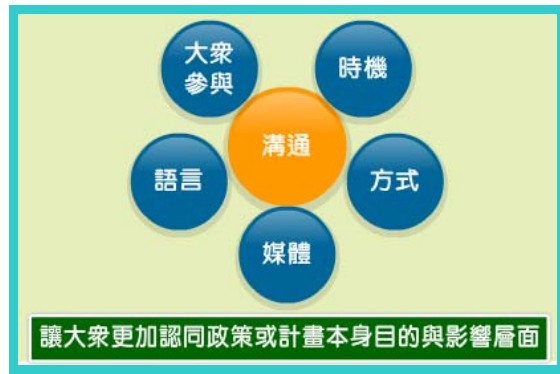 大眾
參與
時機
溝通
語言
方式
媒體
讓大眾更加認同政策或計畫本身目的與影響層面